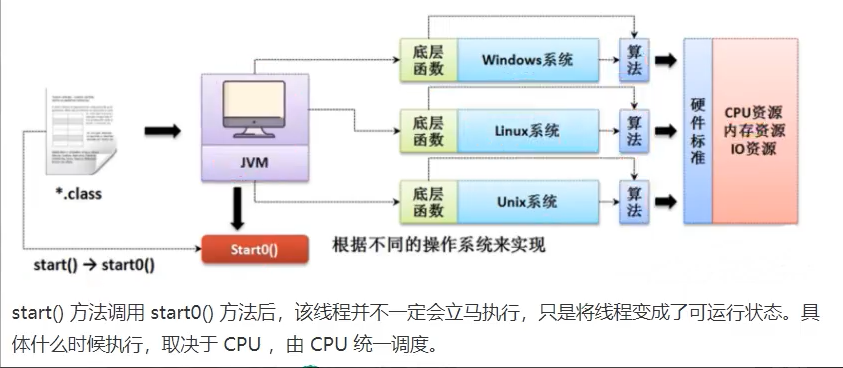 *.class
start() → start0()
JVM
Start0()
底层函数
Windows系统
算法
底层函数
Linux系统
算法
底层函数
Unix系统
算法
根据不同的操作系统来实现
硬件标准
CPU资源
内存资源
IO资源
start() 方法调用 start0() 方法后，该线程并不一定会立马执行，只是将线程变成了可运行状态。具
体什么时候执行，取决于 CPU ，由 CPU 统一调度。